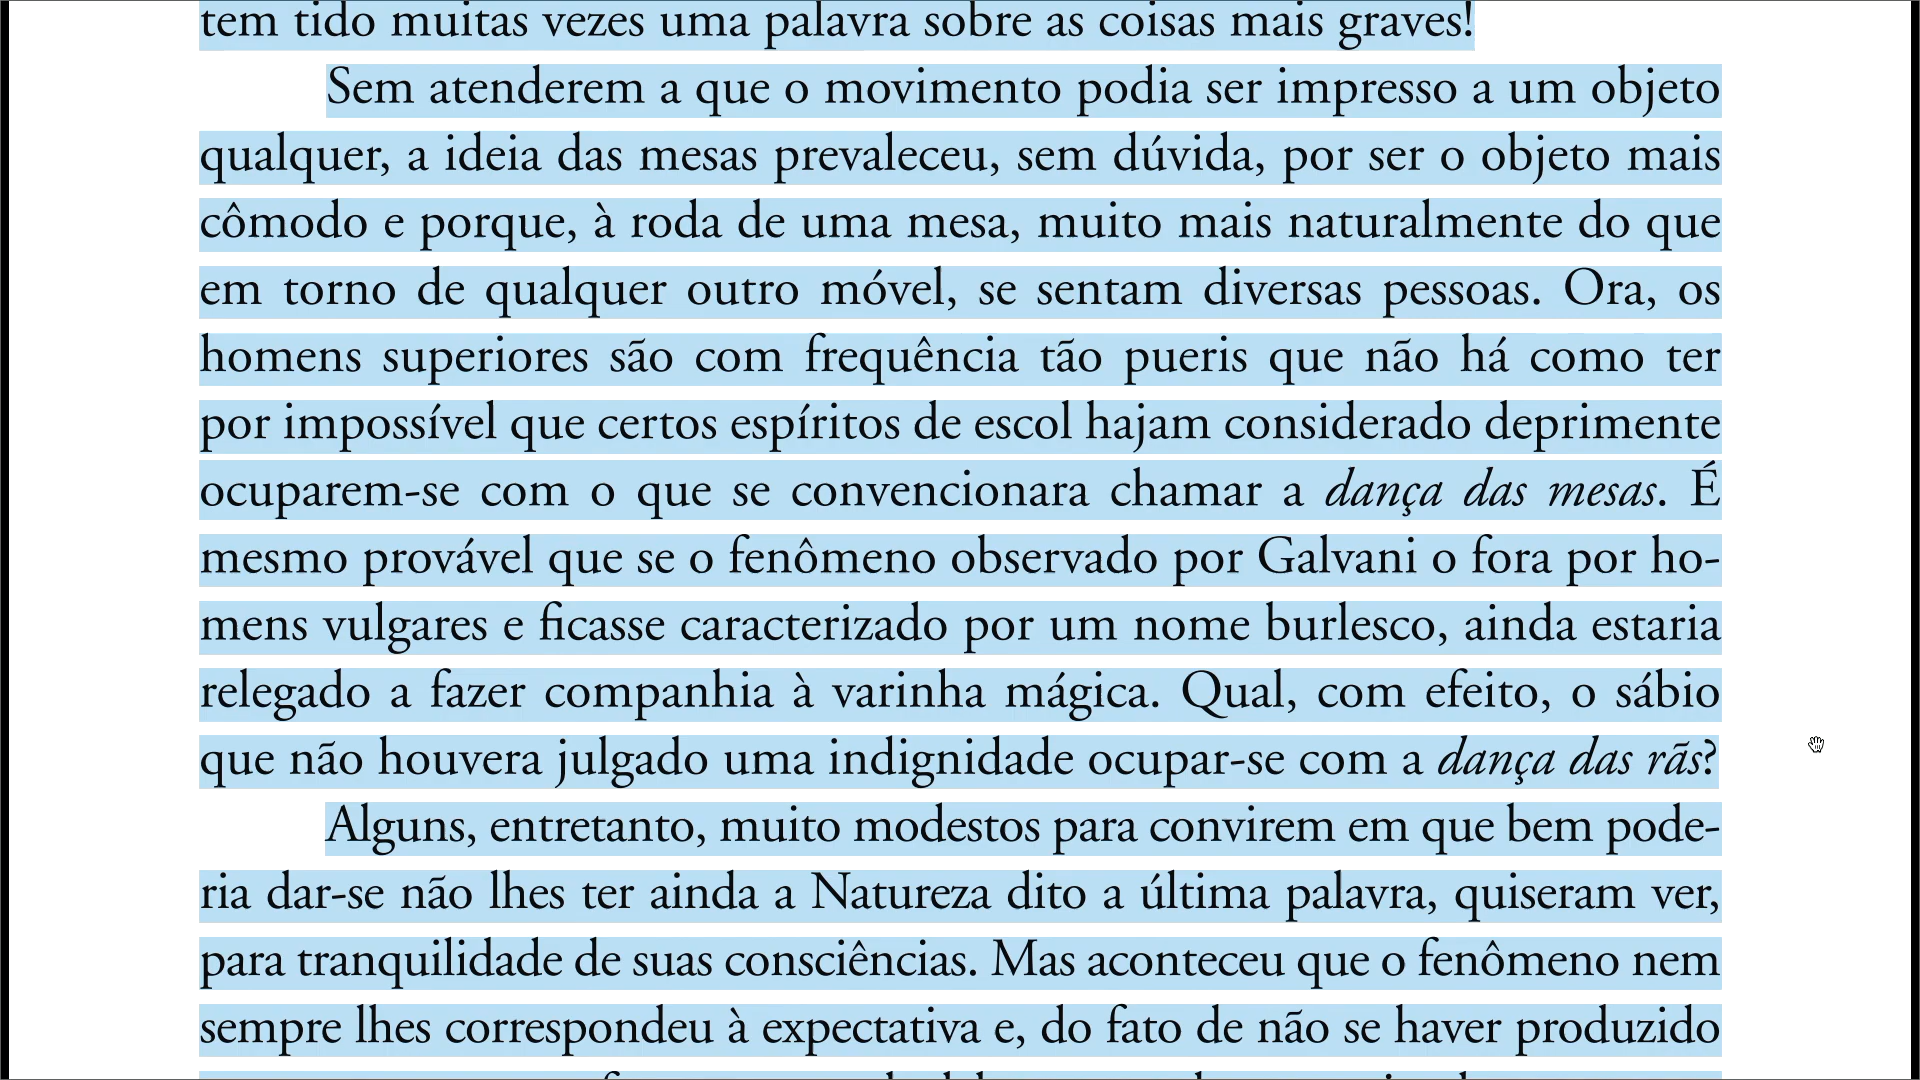 tem tido muitas vezes uma palavra sobre as coisas mais graves!
Sem atenderem a que o movimento podia ser impresso a um objeto
qualquer, a ideia das mesas prevaleceu, sem dúvida, por ser o objeto mais
cômodo e porque, à roda de uma mesa, muito mais naturalmente do que
em torno de qualquer outro móvel, se sentam diversas pessoas. Ora, os
homens superiores são com frequência tão pueris que não há como ter
por impossível que certos espíritos de escol hajam considerado deprimente
ocuparem-se com o que se convencionara chamar a dança das mesas. É
mesmo provável que se o fenômeno observado por Galvani o fora por ho-
mens vulgares e ficasse caracterizado por um nome burlesco, ainda estaria
relegado a fazer companhia à varinha mágica. Qual, com efeito, o sábio
que não houvera julgado uma indignidade ocupar-se com a dança das rãs?
Alguns, entretanto, muito modestos para convirem em que bem pode-
ria dar-se não lhes ter ainda a Natureza dito a última palavra, quiseram ver,
para tranquilidade de suas consciências. Mas aconteceu que o fenômeno nem
sempre lhes correspondeu à expectativa e, do fato de não se haver produzido